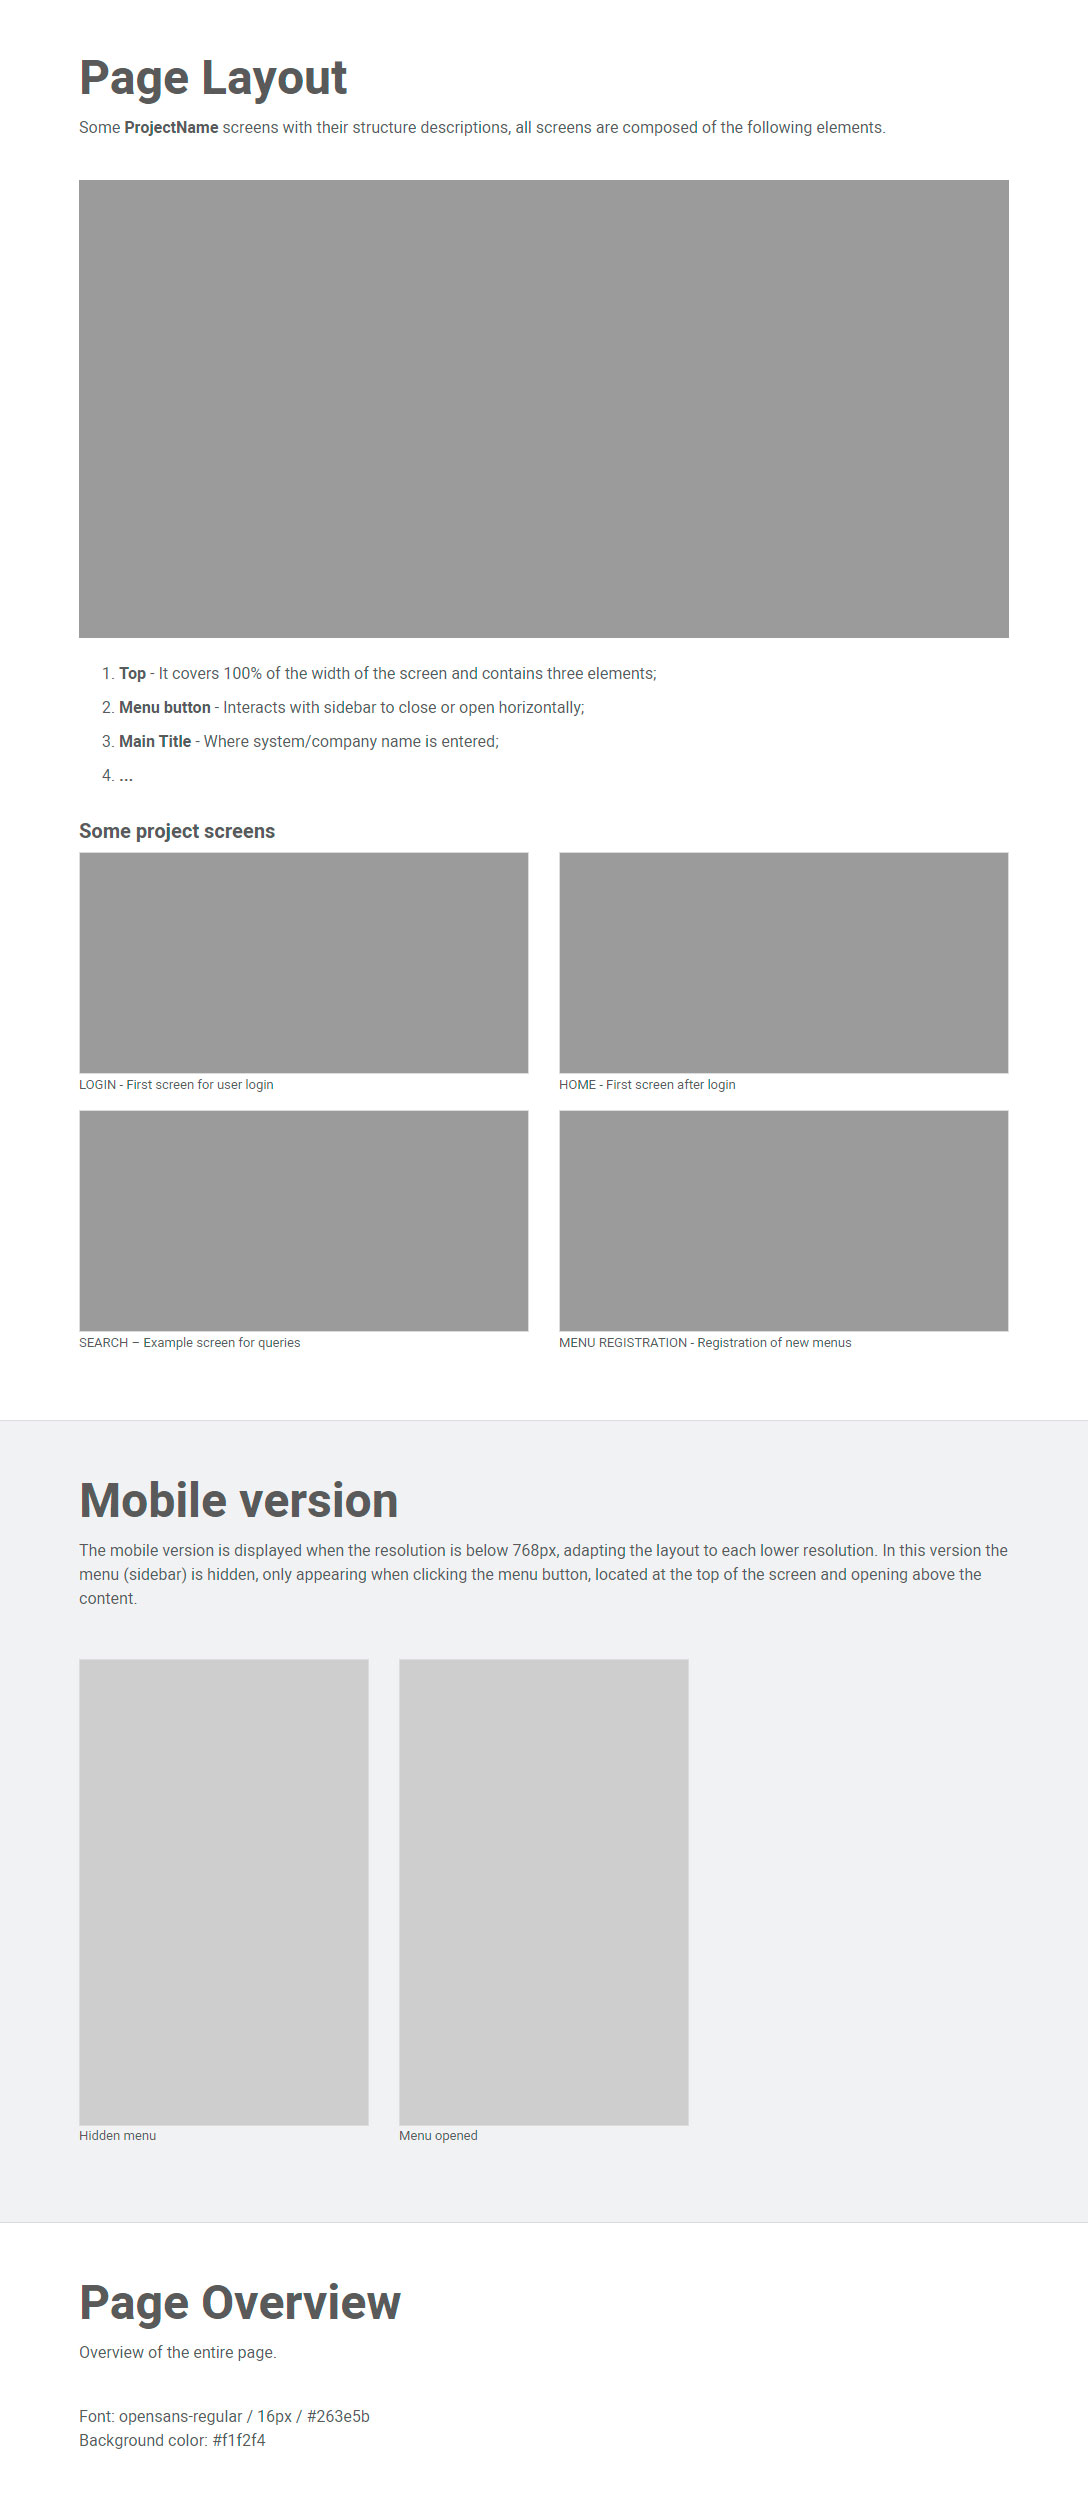 Page Layout
Some ProjectName screens with their structure descriptions, all screens are composed of the following elements.
1. Top - It covers 100% of the width of the screen and contains three elements;
2. Menu button - Interacts with sidebar to close or open horizontally;
3. Main Title - Where system/company name is entered;
4. ...
Some project screens
LOGIN - First screen for user login
HOME - First screen after login
SEARCH – Example screen for queries
MENU REGISTRATION - Registration of new menus
Mobile version
The mobile version is displayed when the resolution is below 768px, adapting the layout to each lower resolution. In this version the
menu (sidebar) is hidden, only appearing when clicking the menu button, located at the top of the screen and opening above the
content.
Hidden menu
Menu opened
Page Overview
Overview of the entire page.
Font: opensans-regular / 16px / #263e5b
Background color: #f1f2f4